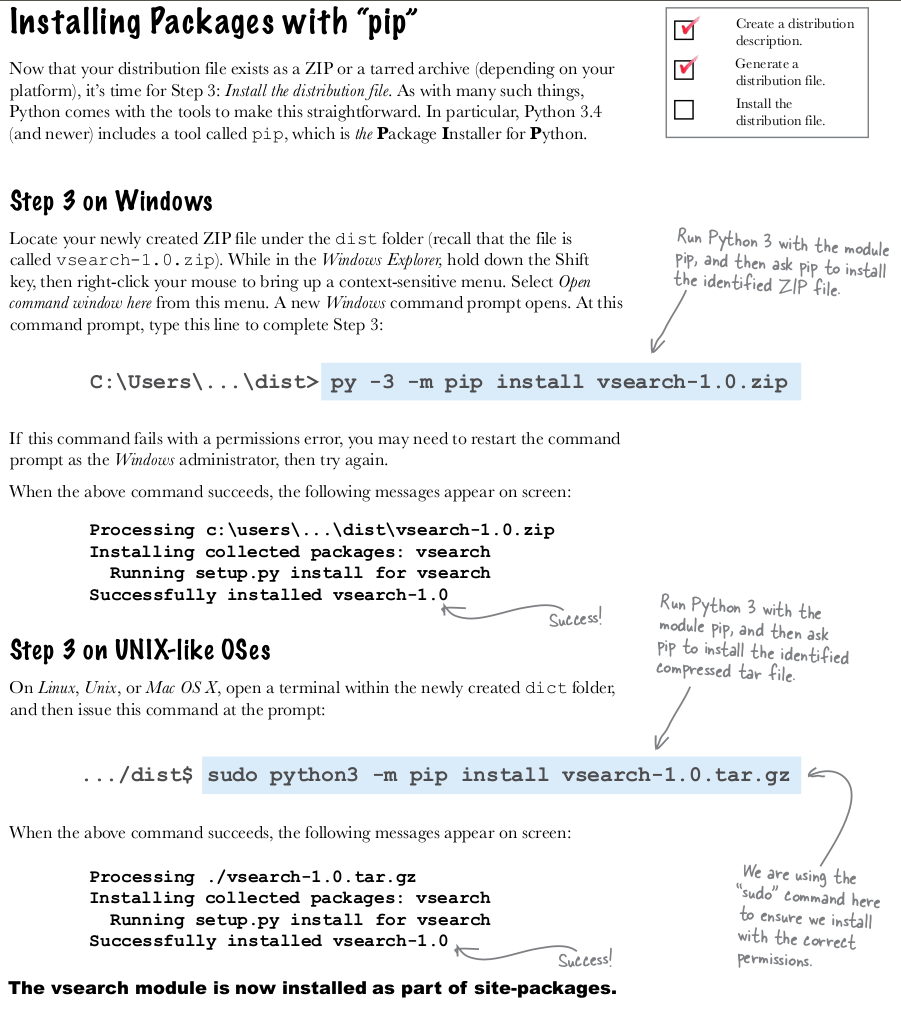 Installing Packages with “pip”
Create a distribution
description.
Generate a
distribution file.
Install the
distribution file.
Now that your distribution file exists as a ZIP or a tarred archive (depending on your
platform), it’s time for Step 3: Install the distribution file. As with many such things,
Python comes with the tools to make this straightforward. In particular, Python 3.4
(and newer) includes a tool called pip, which is the Package Installer for Python.
Step 3 on Windows
Locate your newly created ZIP file under the dist folder (recall that the file is
called vsearch-1.0.zip). While in the Windows Explorer, hold down the Shift
key, then right-click your mouse to bring up a context-sensitive menu. Select Open
command window here from this menu. A new Windows command prompt opens. At this
command prompt, type this line to complete Step 3:
Run Python 3 with the module
pip, and then ask pip to install
the identified ZIP file.
C:\Users\...\dist> py -3 -m pip install vsearch-1.0.zip
If this command fails with a permissions error, you may need to restart the command
prompt as the Windows administrator, then try again.
When the above command succeeds, the following messages appear on screen:
Processing c:\users\...\dist\vsearch-1.0.zip
Installing collected packages: vsearch
Running setup.py install for vsearch
Successfully installed vsearch-1.0
Success!
Step 3 on UNIX-like OSes
On Linux, Unix, or Mac OS X, open a terminal within the newly created dict folder,
and then issue this command at the prompt:
Run Python 3 with the
module pip, and then ask
pip to install the identified
compressed tar file.
.../dist$ sudo python3 -m pip install vsearch-1.0.tar.gz
When the above command succeeds, the following messages appear on screen:
Processing ./vsearch-1.0.tar.gz
Installing collected packages: vsearch
Running setup.py install for vsearch
Successfully installed vsearch-1.0
Success!
We are using the
“sudo” command here
to ensure we install
with the correct
permissions.
The vsearch module is now installed as part of site-packages.